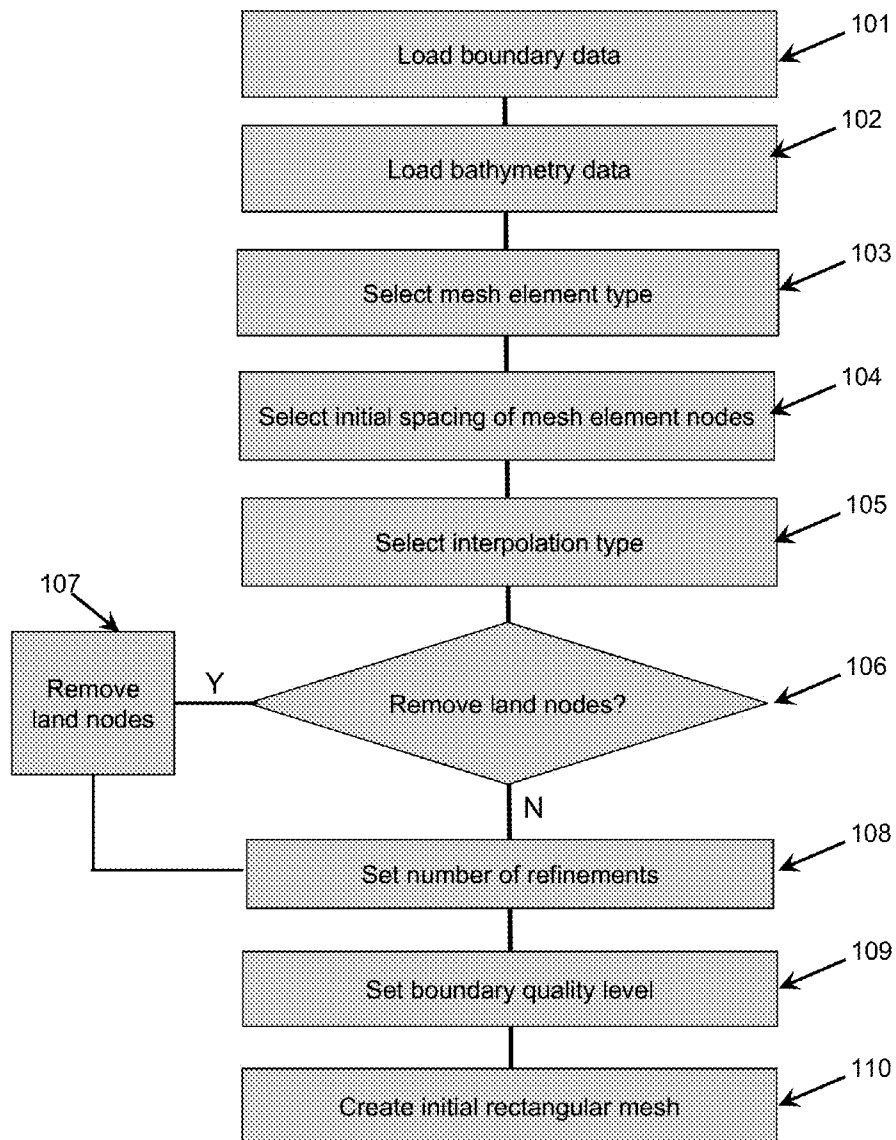 101
Load boundary data
102
Load bathymetry data
103
Select mesh element type
104
Select initial spacing of mesh element nodes
105
Select interpolation type
107
Remove
land nodes
Y
Remove land nodes?
106
N
108
Set number of refinements
109
Set boundary quality level
110
Create initial rectangular mesh